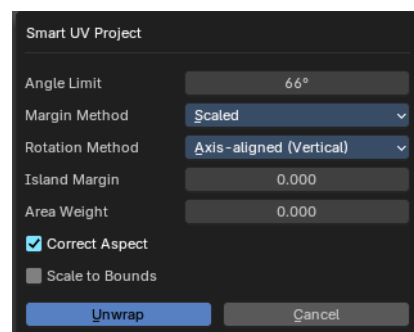 Smart UV Project
Angle Limit 66°
Margin Method Scaled
Rotation Method Axis-aligned (Vertical)
Island Margin 0.000
Area Weight 0.000
Correct Aspect
Scale to Bounds
Unwrap Cancel